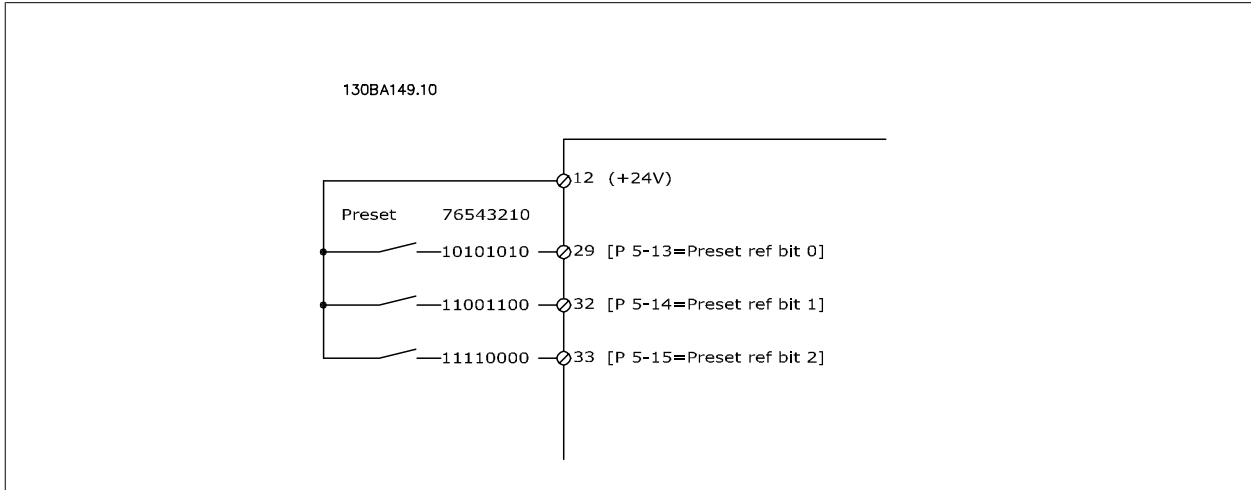 130BA149.10
12 (+24V)
Preset 76543210
10101010 29 [P 5-13=Preset ref bit 0]
11001100 32 [P 5-14=Preset ref bit 1]
11110000 33 [P 5-15=Preset ref bit 2]